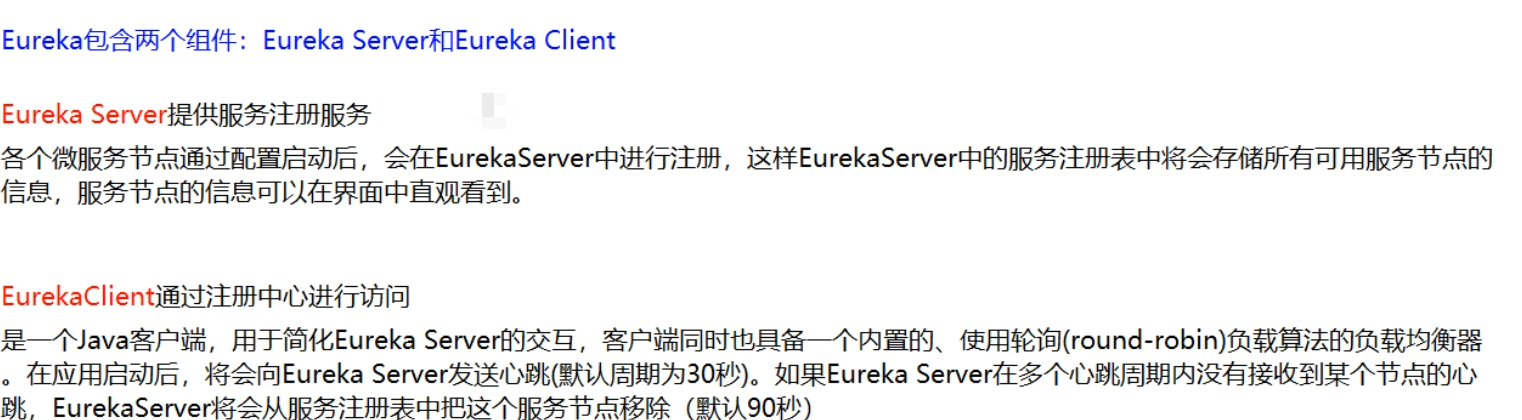 Eureka包含两个组件：Eureka Server和Eureka Client
Eureka Server提供服务注册服务
各个微服务节点通过配置启动后，会在EurekaServer中进行注册，这样EurekaServer中的服务注册表中将会存储所有可用服务节点的
信息，服务节点的信息可以在界面中直观看到。
EurekaClient通过注册中心进行访问
是一个Java客户端，用于简化Eureka Server的交互，客户端同时也具备一个内置的、使用轮询(round-robin)负载算法的负载均衡器
。在应用启动后，将会向Eureka Server发送心跳(默认周期为30秒)。如果Eureka Server在多个心跳周期内没有接收到某个节点的心
跳，EurekaServer将会从服务注册表中把这个服务节点移除（默认90秒）